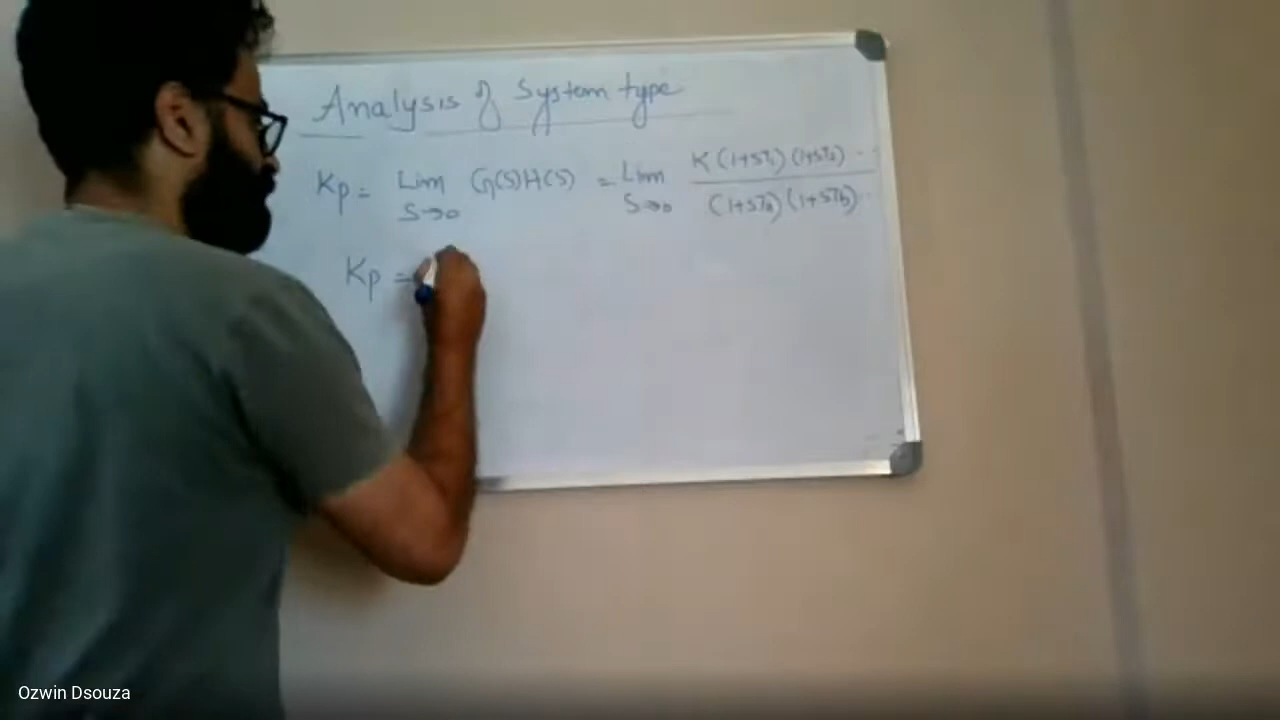 Analysis of System type
Kp = Lim S→0 G(S)H(S) = Lim S→0 K(1+ST1)(1+ST2)... / (1+STa)(1+STb)...
Kp =
Ozwin Dsouza